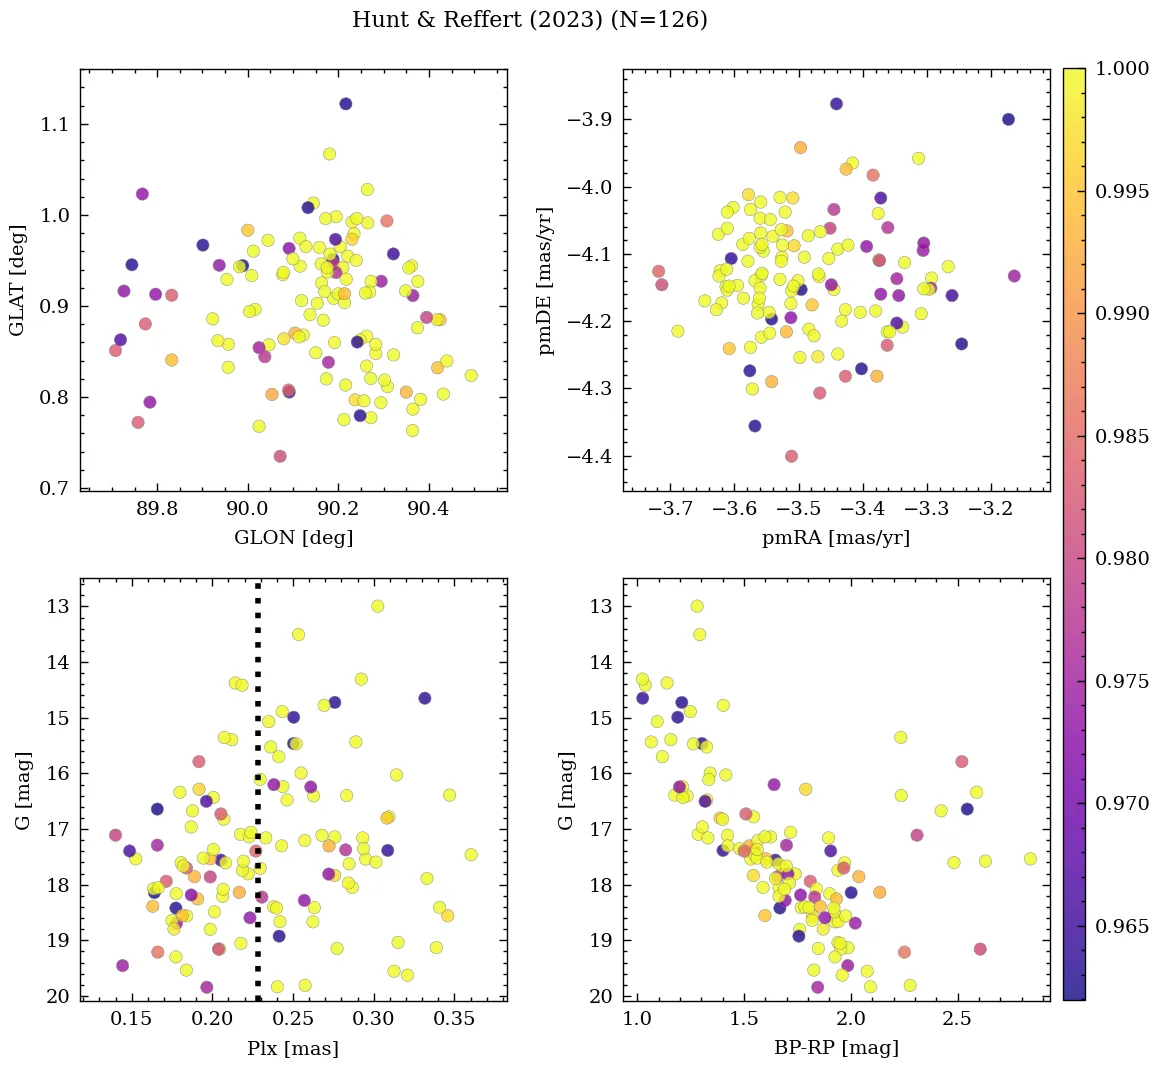 Hunt & Reffert (2023) (N=126)
1.1
1.0
0.9
0.8
0.7
GLAT [deg]
89.8 90.0 90.2 90.4
GLON [deg]
−3.9
−4.0
−4.1
−4.2
−4.3
−4.4
pmDE [mas/yr]
−3.7 −3.6 −3.5 −3.4 −3.3 −3.2
pmRA [mas/yr]
1.000
0.995
0.990
0.985
0.980
0.975
0.970
0.965
13
14
15
16
17
18
19
20
G [mag]
0.15 0.20 0.25 0.30 0.35
Plx [mas]
13
14
15
16
17
18
19
20
G [mag]
1.0 1.5 2.0 2.5
BP-RP [mag]